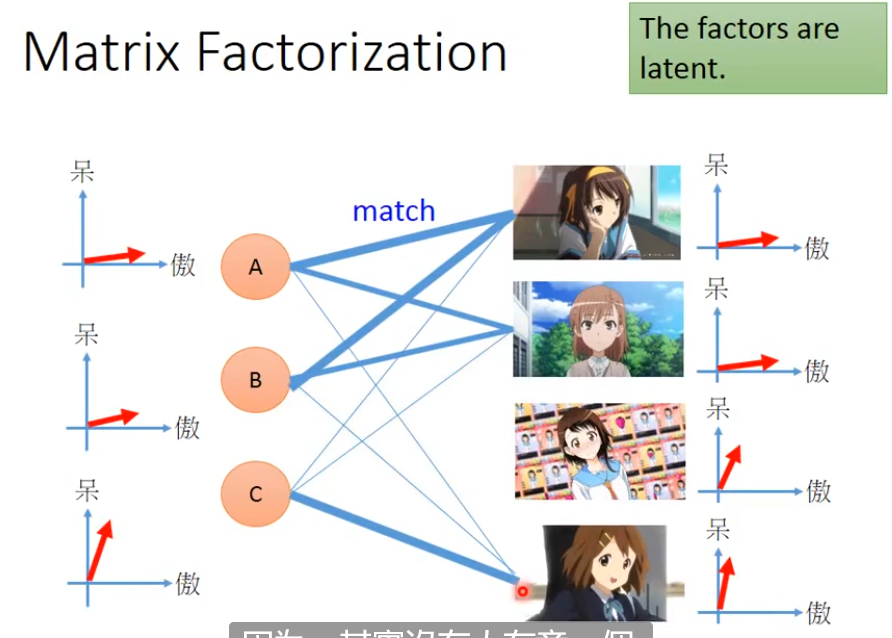 Matrix Factorization
The factors are
latent.
呆
傲
A
match
呆
傲
呆
傲
呆
傲
B
呆
傲
呆
傲
C
呆
傲